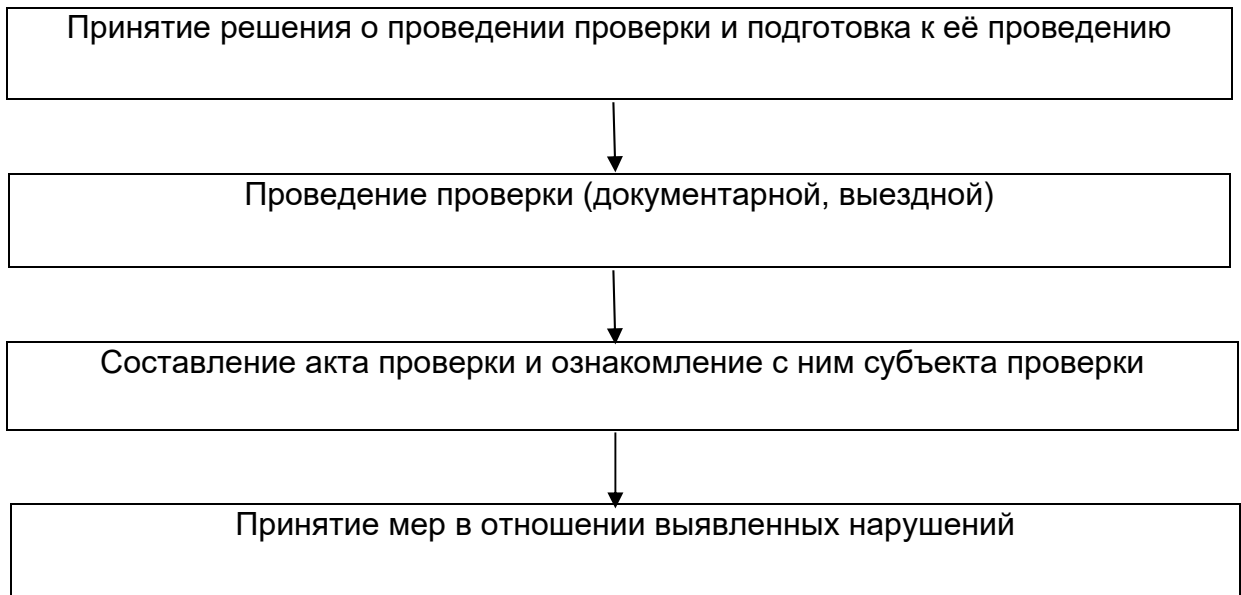 Принятие решения о проведении проверки и подготовка к её проведению
Проведение проверки (документарной, выездной)
Составление акта проверки и ознакомление с ним субъекта проверки
Принятие мер в отношении выявленных нарушений